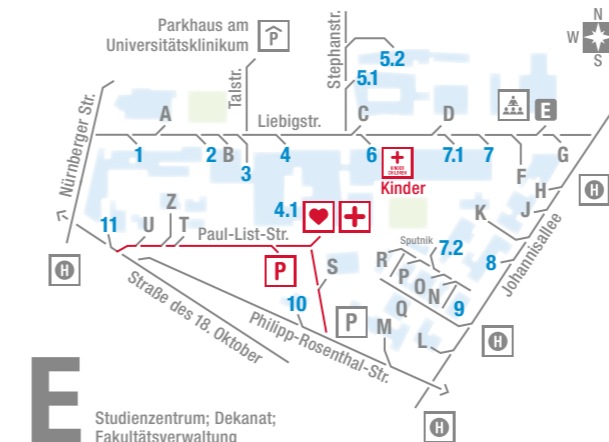 Parkhaus am
Universitätsklinikum
P
N
W
S
Stephanstr.
5.2
5.1
Talstr.
Nürnberger Str.
A
Liebigstr.
C
D
E
1
2
B
3
4
6
KINDER
CHILDREN
Kinder
7.1
7
F
G
H
H
J
K
Johannisallee
4.1
Z
11
U
T
Paul-List-Str.
Sputnik
7.2
8
H
P
S
R
P
O
N
9
10
P
Q
M
L
H
Straße des 18. Oktober
Philipp-Rosenthal-Str.
H
E
Studienzentrum; Dekanat;
Fakultätsverwaltung